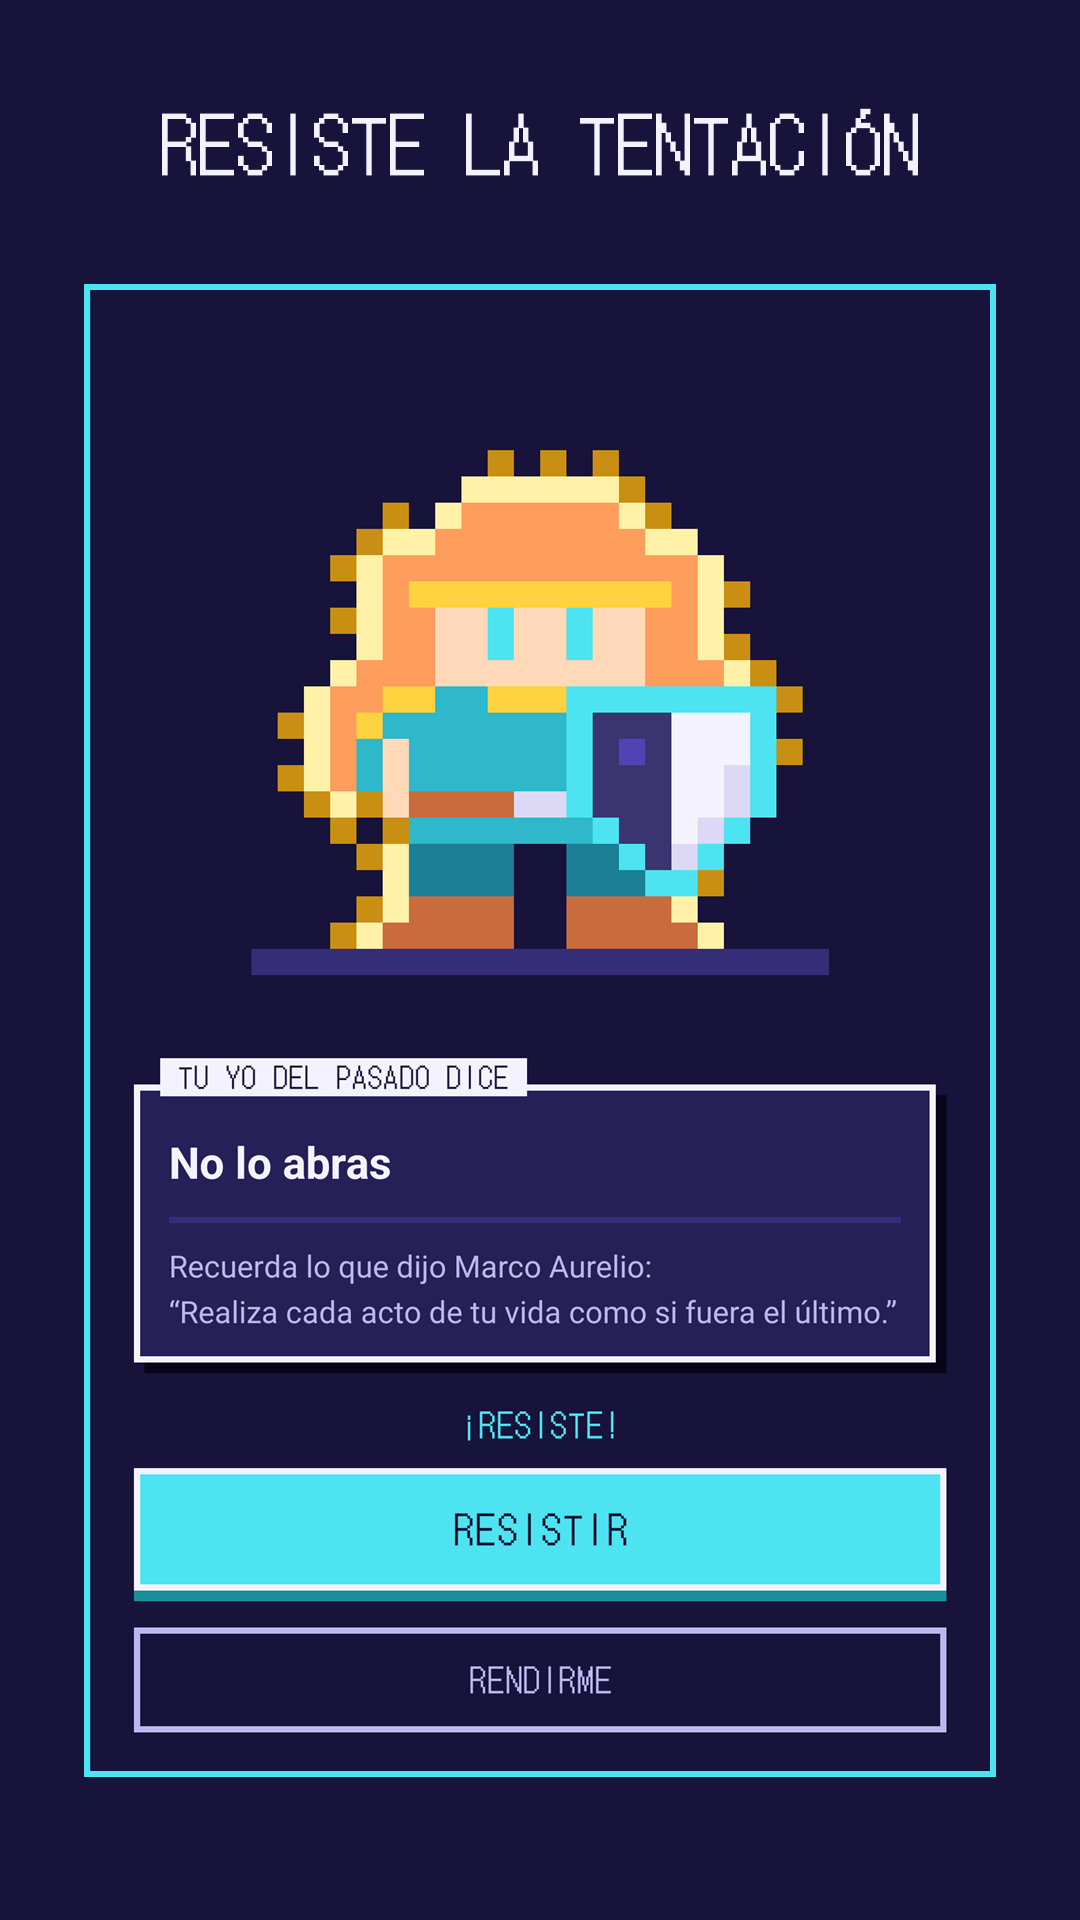 RESISTE LA TENTACIÓN
TU YO DEL PASADO DICE
No lo abras
Recuerda lo que dijo Marco Aurelio:
“Realiza cada acto de tu vida como si fuera el último.”
¡RESISTE!
RESISTIR
RENDIRME